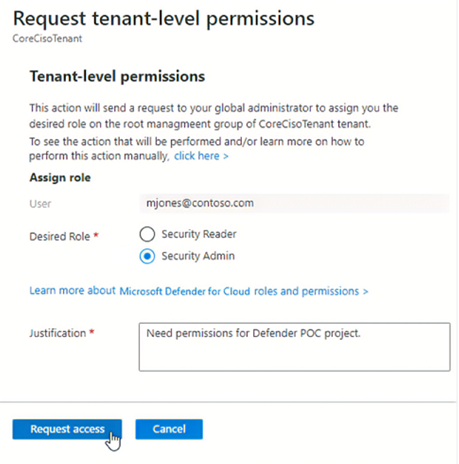 Request tenant-level permissions
CoreCisoTenant
Tenant-level permissions
This action will send a request to your global administrator to assign you the
desired role on the root managmeent group of CoreCisoTenant tenant.
To see the action that will be performed and/or learn more on how to
perform this action manually, click here >
Assign role
User mjones@contoso.com
Desired Role * Security Reader
Security Admin
Learn more about Microsoft Defender for Cloud roles and permissions >
Justification * Need permissions for Defender POC project.
Request access Cancel